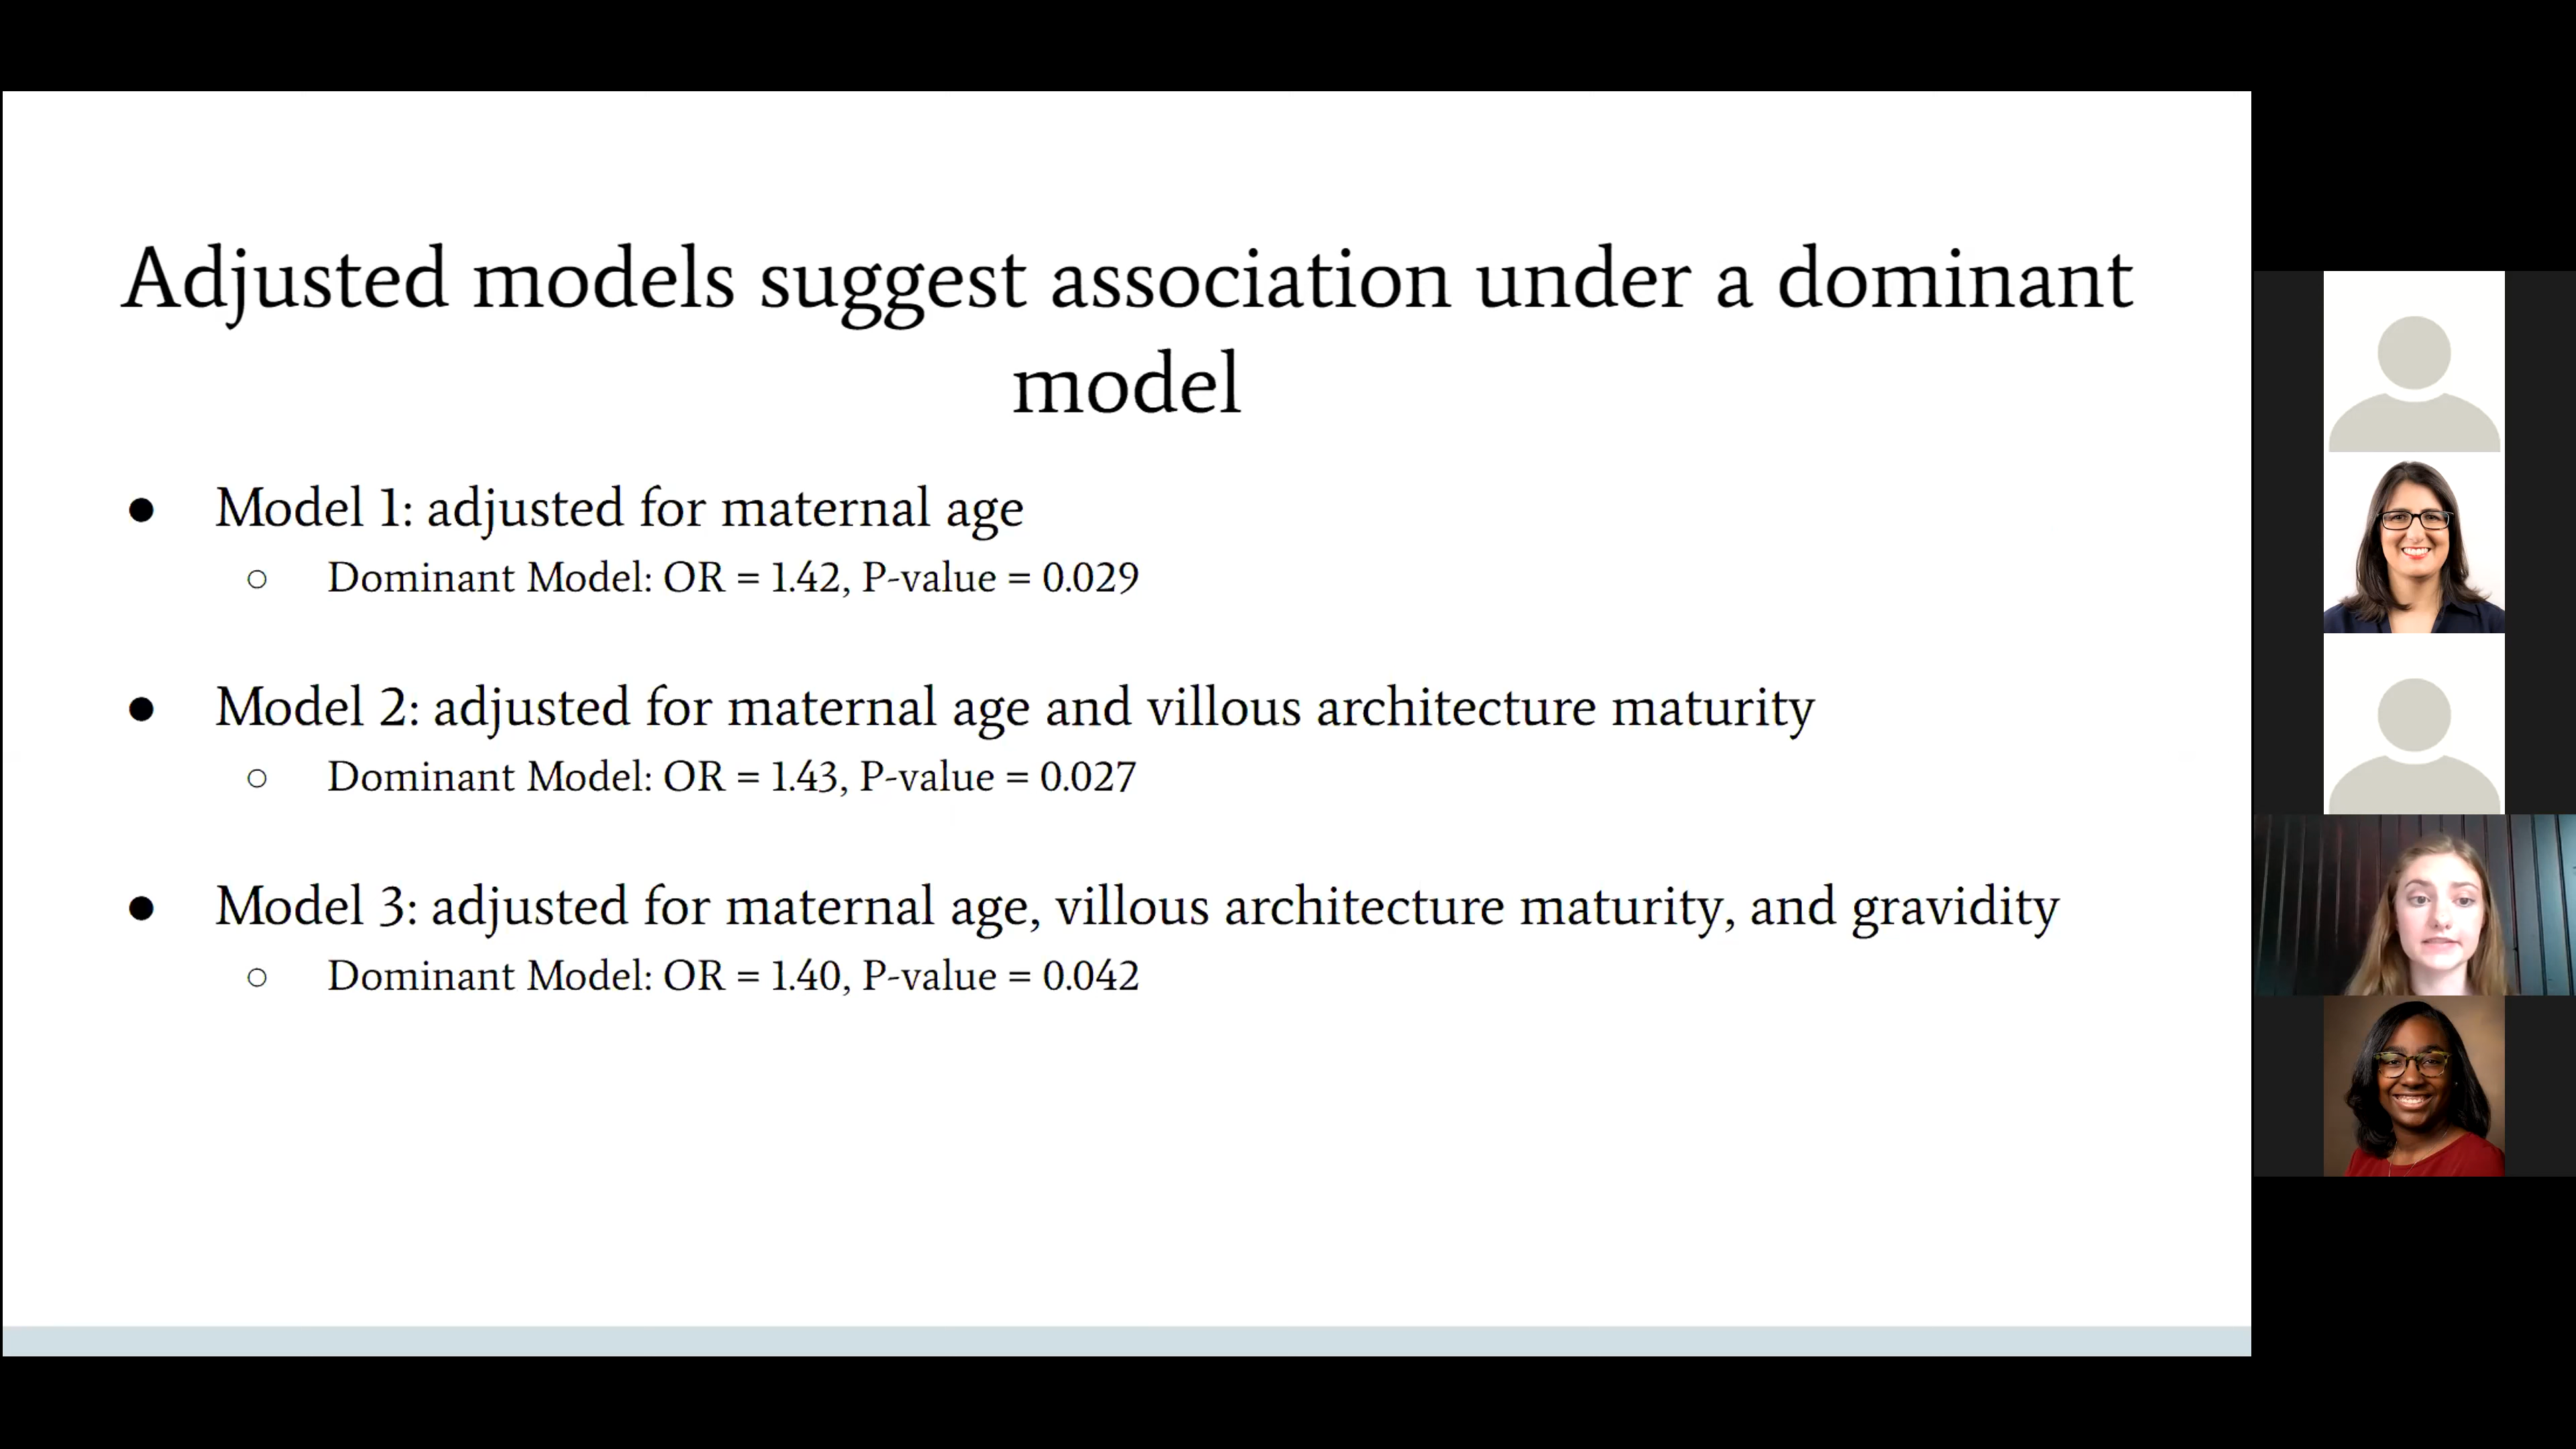 Adjusted models suggest association under a dominant
model
● Model 1: adjusted for maternal age
○ Dominant Model: OR = 1.42, P-value = 0.029
● Model 2: adjusted for maternal age and villous architecture maturity
○ Dominant Model: OR = 1.43, P-value = 0.027
● Model 3: adjusted for maternal age, villous architecture maturity, and gravidity
○ Dominant Model: OR = 1.40, P-value = 0.042